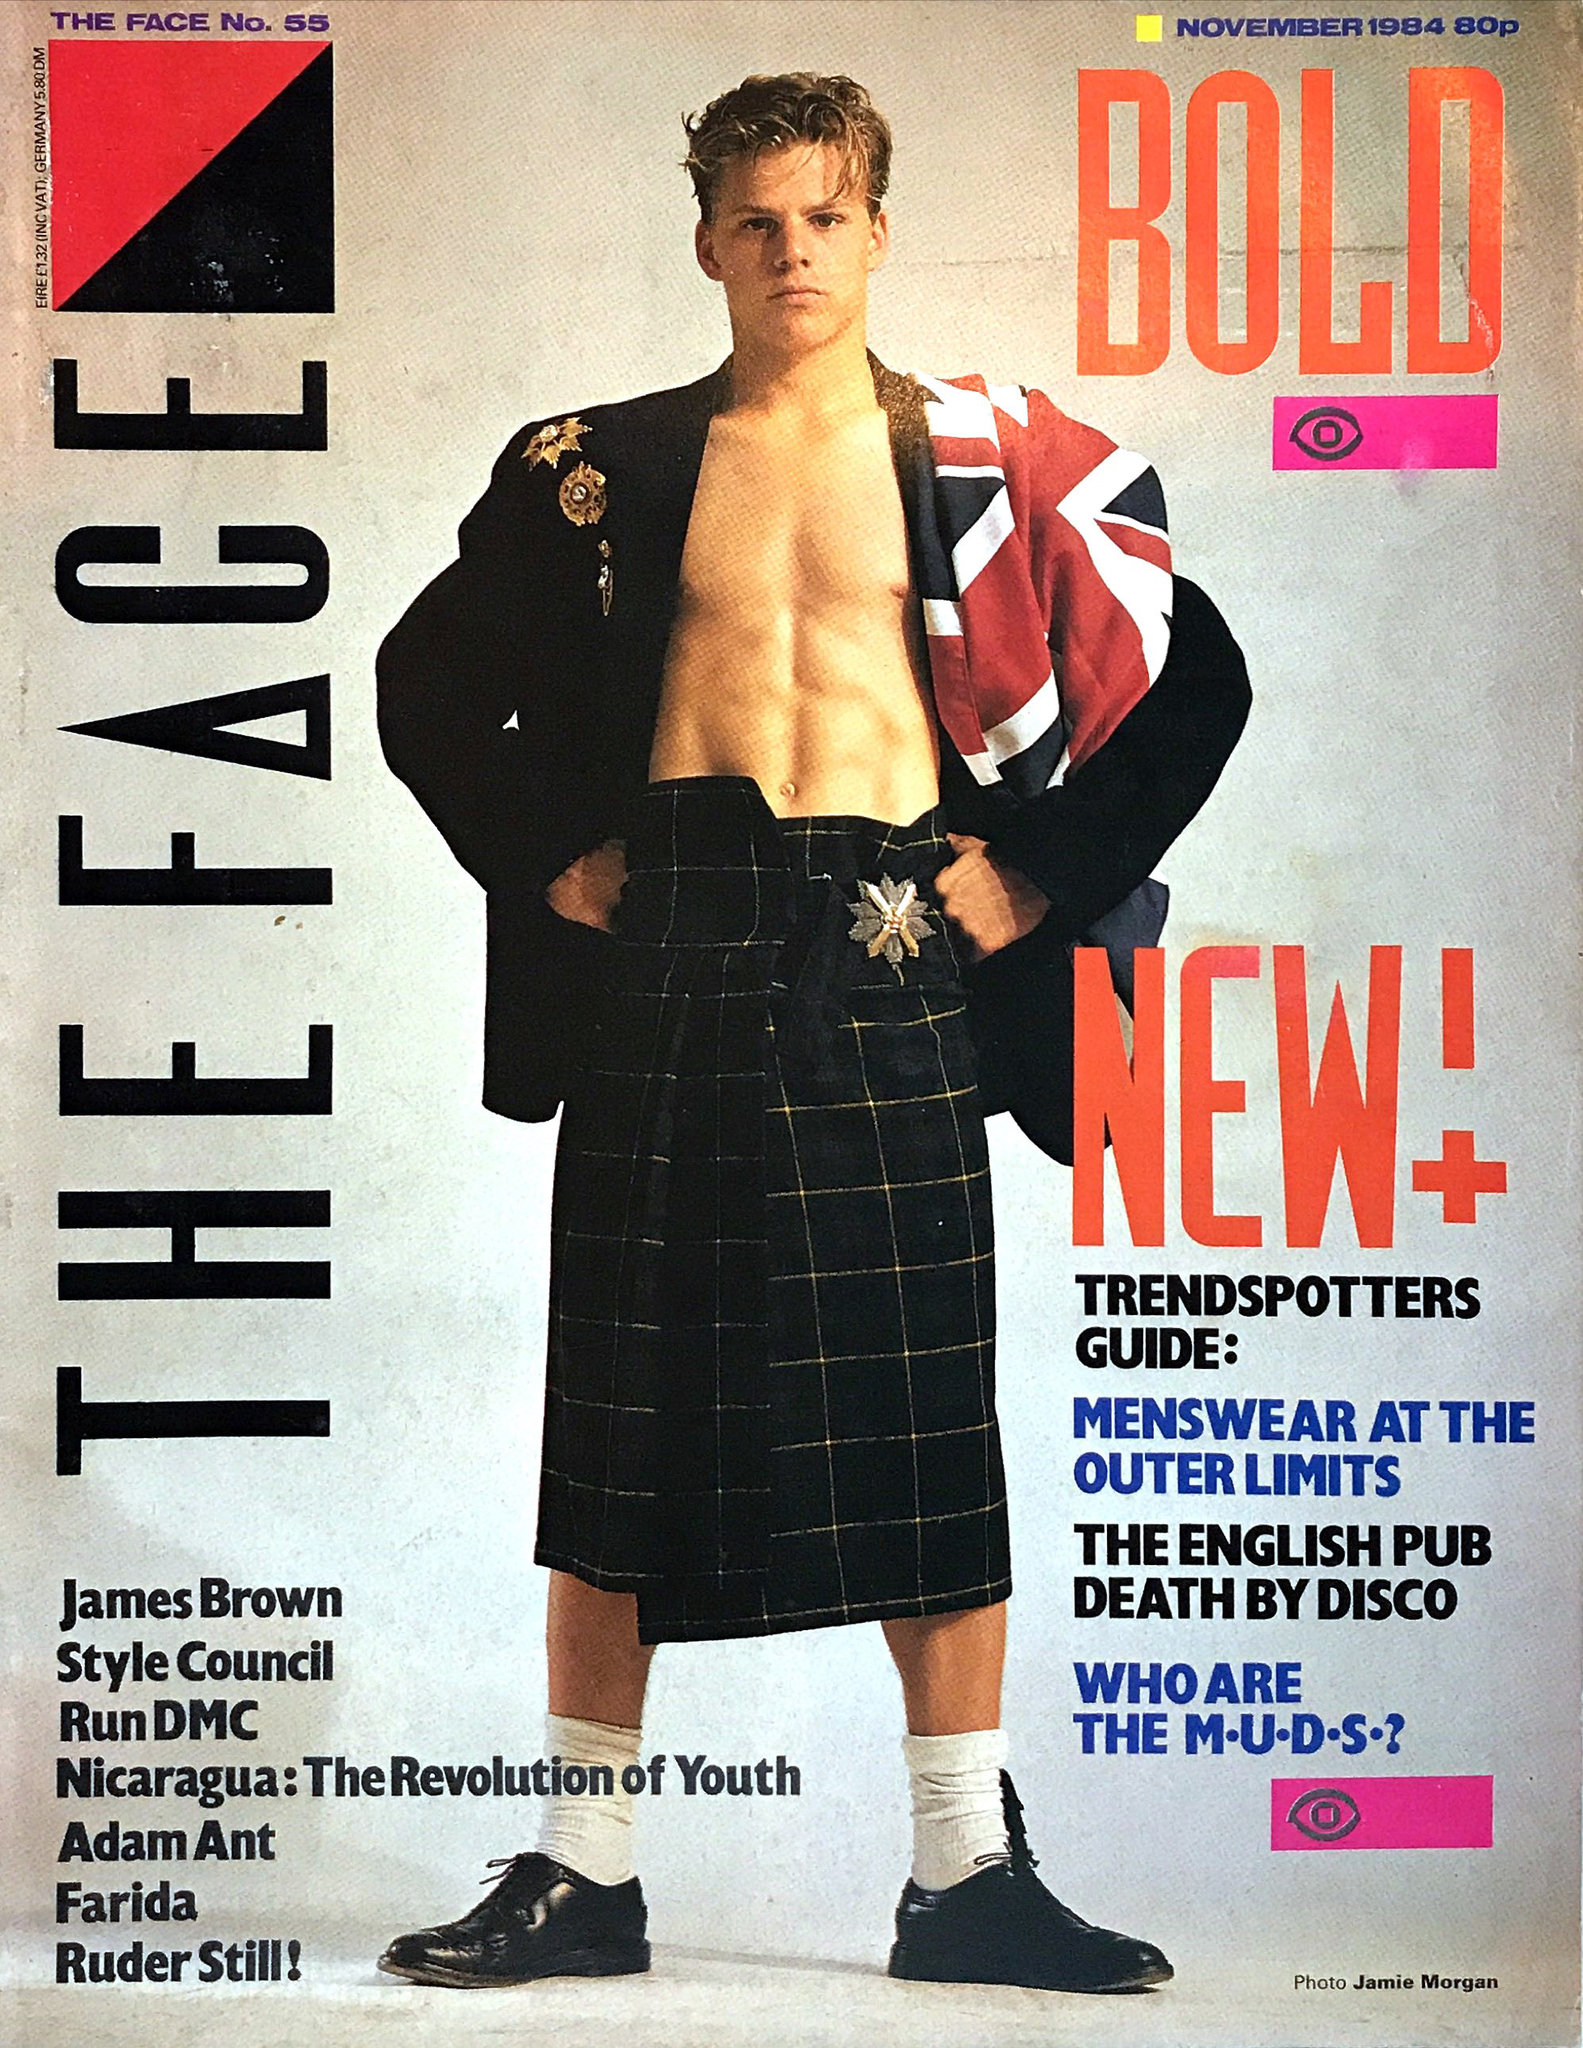 THE FACE No. 55
NOVEMBER 1984 80p
EIRE £1.32 (INC VAT); GERMANY 5.80DM
THE FACE
BOLD
NEW!+
TRENDSPOTTERS
GUIDE:
MENSWEAR AT THE
OUTER LIMITS
THE ENGLISH PUB
DEATH BY DISCO
WHO ARE
THE M·U·D·S·?
James Brown
Style Council
Run DMC
Nicaragua: The Revolution of Youth
Adam Ant
Farida
Ruder Still!
Photo Jamie Morgan